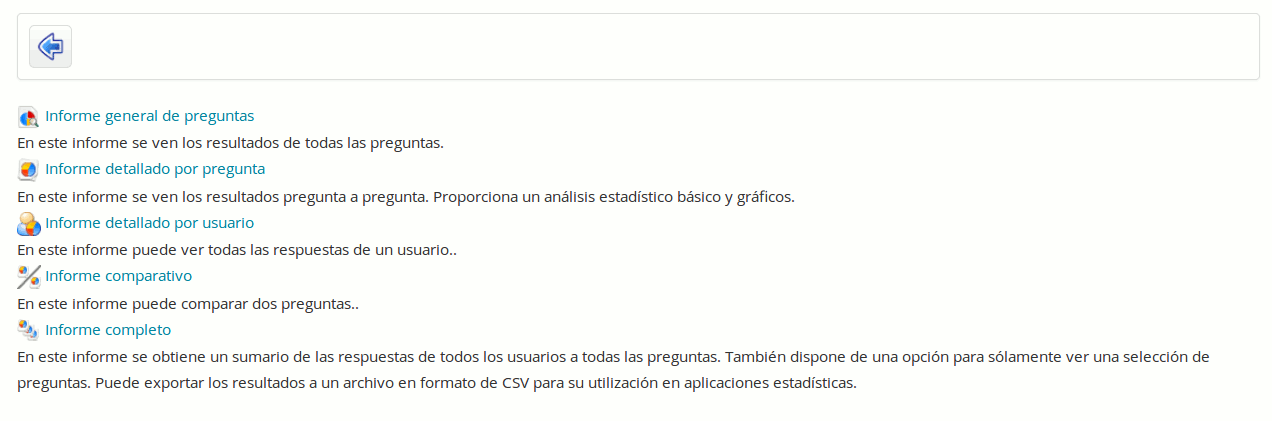 Informe general de preguntas
En este informe se ven los resultados de todas las preguntas.
Informe detallado por pregunta
En este informe se ven los resultados pregunta a pregunta. Proporciona un análisis estadístico básico y gráficos.
Informe detallado por usuario
En este informe puede ver todas las respuestas de un usuario..
Informe comparativo
En este informe puede comparar dos preguntas..
Informe completo
En este informe se obtiene un sumario de las respuestas de todos los usuarios a todas las preguntas. También dispone de una opción para sólamente ver una selección de
preguntas. Puede exportar los resultados a un archivo en formato de CSV para su utilización en aplicaciones estadísticas.